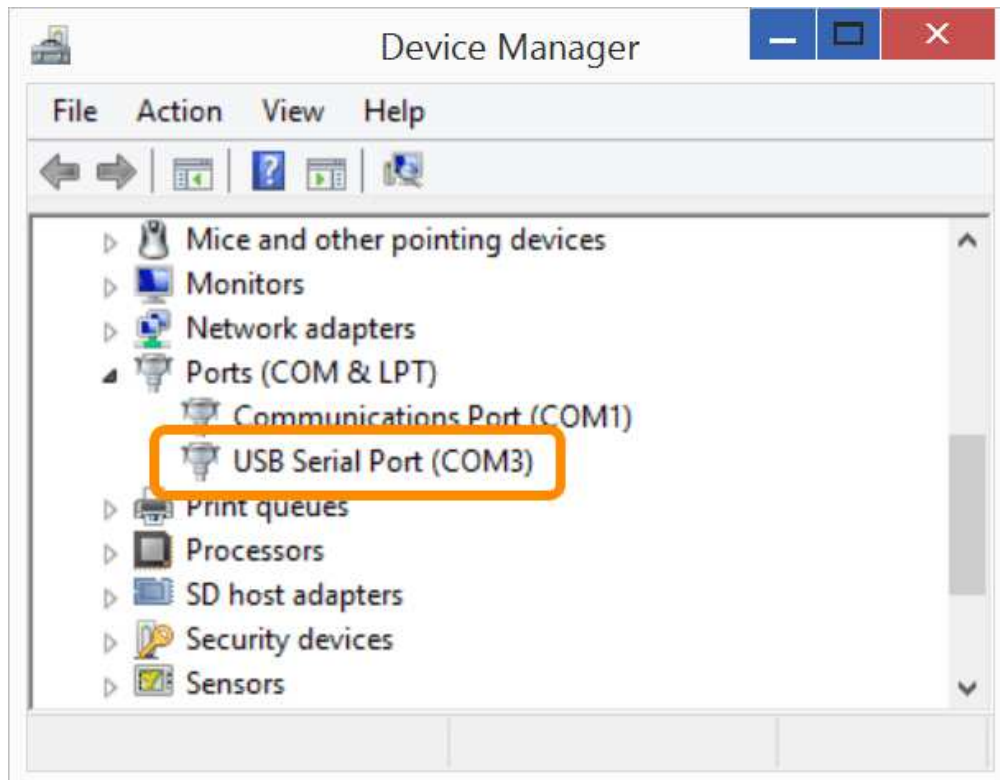 Device Manager
File Action View Help
Mice and other pointing devices
Monitors
Network adapters
Ports (COM & LPT)
Communications Port (COM1)
USB Serial Port (COM3)
Print queues
Processors
SD host adapters
Security devices
Sensors